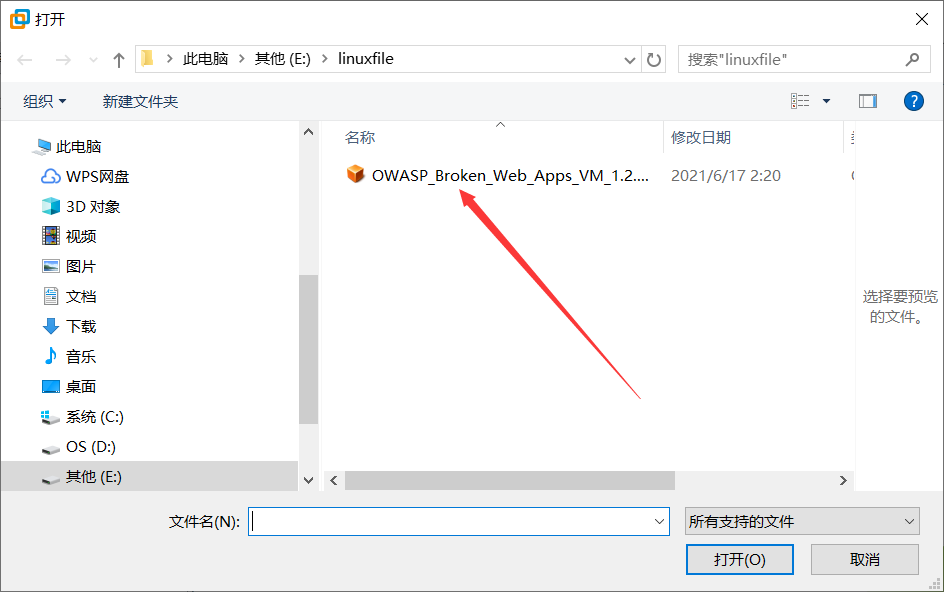 打开
此电脑 其他 (E:) linuxfile
搜索"linuxfile"
组织 新建文件夹
?
名称 修改日期
OWASP_Broken_Web_Apps_VM_1.2.... 2021/6/17 2:20
此电脑
WPS网盘
3D 对象
视频
图片
文档
下载
音乐
桌面
系统 (C:)
OS (D:)
其他 (E:)
选择要预览
的文件。
文件名(N):
所有支持的文件
打开(O) 取消